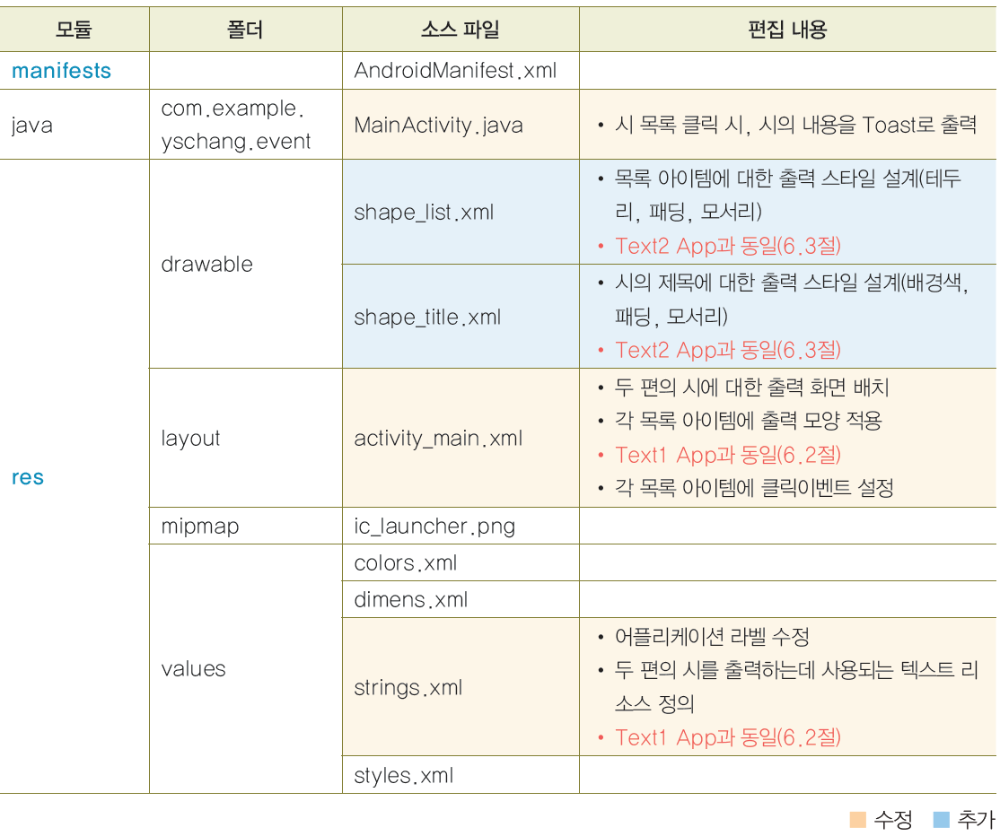 모듈 폴더 소스 파일 편집 내용
manifests AndroidManifest.xml
java com.example.
yschang.event MainActivity.java • 시 목록 클릭 시, 시의 내용을 Toast로 출력
res
drawable
shape_list.xml
• 목록 아이템에 대한 출력 스타일 설계(테두
리, 패딩, 모서리)
• Text2 App과 동일(6.3절)
shape_title.xml
• 시의 제목에 대한 출력 스타일 설계(배경색,
패딩, 모서리)
• Text2 App과 동일(6.3절)
layout
activity_main.xml
• 두 편의 시에 대한 출력 화면 배치
• 각 목록 아이템에 출력 모양 적용
• Text1 App과 동일(6.2절)
• 각 목록 아이템에 클릭이벤트 설정
mipmap ic_launcher.png
values
colors.xml
dimens.xml
strings.xml
• 어플리케이션 라벨 수정
• 두 편의 시를 출력하는데 사용되는 텍스트 리
소스 정의
• Text1 App과 동일(6.2절)
styles.xml
수정 추가